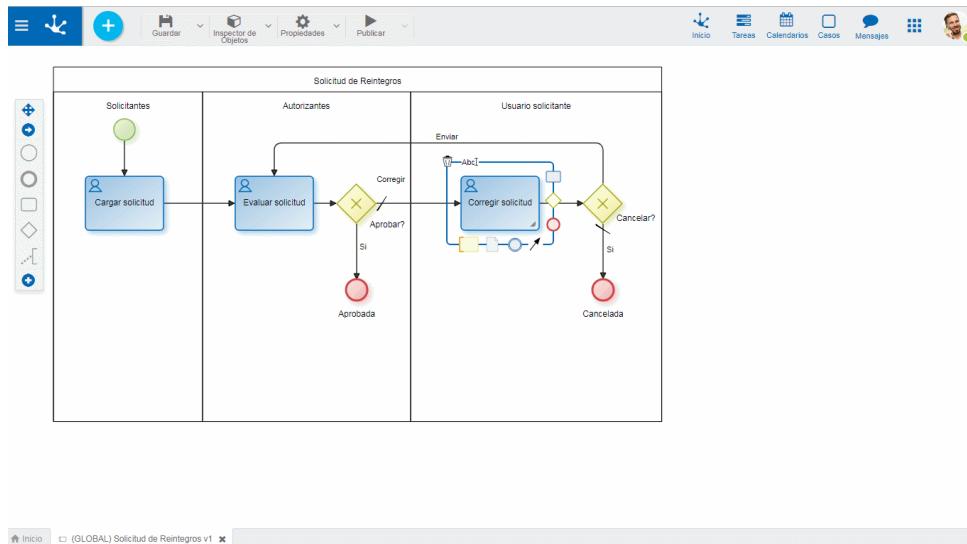 Guardar
Inspector de
Objetos
Propiedades
Publicar
Inicio
Tareas
Calendarios
Casos
Mensajes
Solicitud de Reintegros
Solicitantes
Autorizantes
Usuario solicitante
Enviar
Abc
Corregir
Cargar solicitud
Evaluar solicitud
Corregir solicitud
Aprobar?
Cancelar?
Si
Si
Aprobada
Cancelada
Inicio
(GLOBAL) Solicitud de Reintegros v1